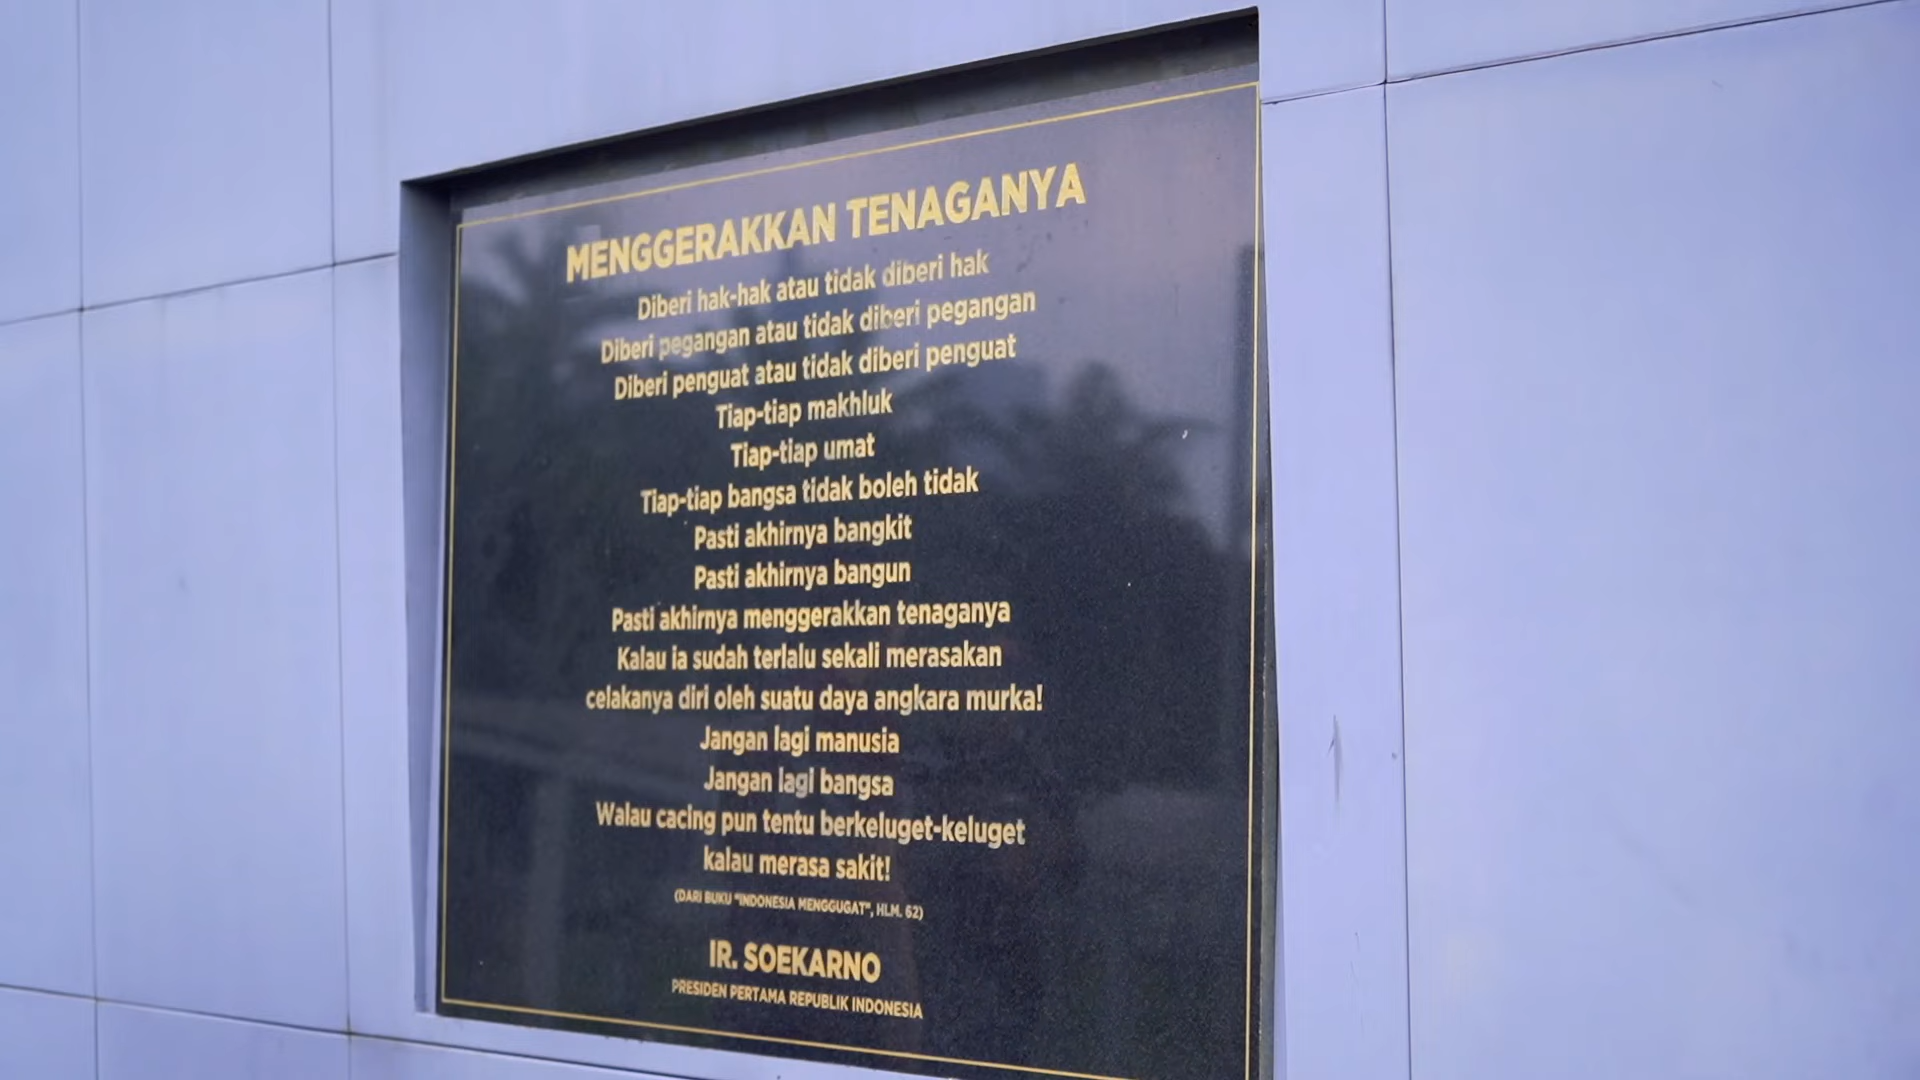 MENGGERAKKAN TENAGANYA
Diberi hak-hak atau tidak diberi hak
Diberi pegangan atau tidak diberi pegangan
Diberi penguat atau tidak diberi penguat
Tiap-tiap makhluk
Tiap-tiap umat
Tiap-tiap bangsa tidak boleh tidak
Pasti akhirnya bangkit
Pasti akhirnya bangun
Pasti akhirnya menggerakkan tenaganya
Kalau ia sudah terlalu sekali merasakan
celakanya diri oleh suatu daya angkara murka!
Jangan lagi manusia
Jangan lagi bangsa
Walau cacing pun tentu berkeluget-keluget
kalau merasa sakit!
(DARI BUKU "INDONESIA MENGGUGAT", HLM. 62)
IR. SOEKARNO
PRESIDEN PERTAMA REPUBLIK INDONESIA